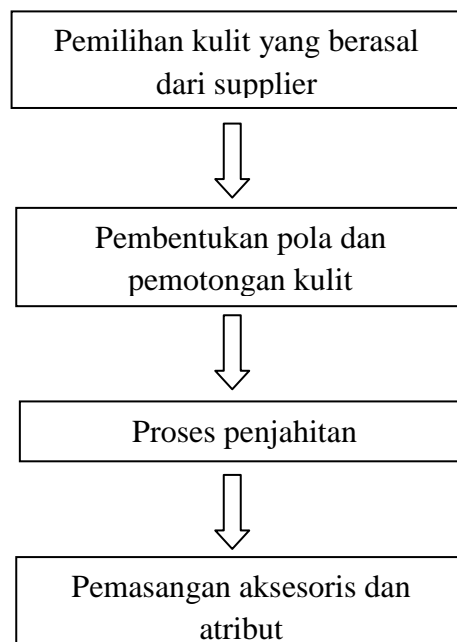 Pemilihan kulit yang berasal
dari supplier
Pembentukan pola dan
pemotongan kulit
Proses penjahitan
Pemasangan aksesoris dan
atribut